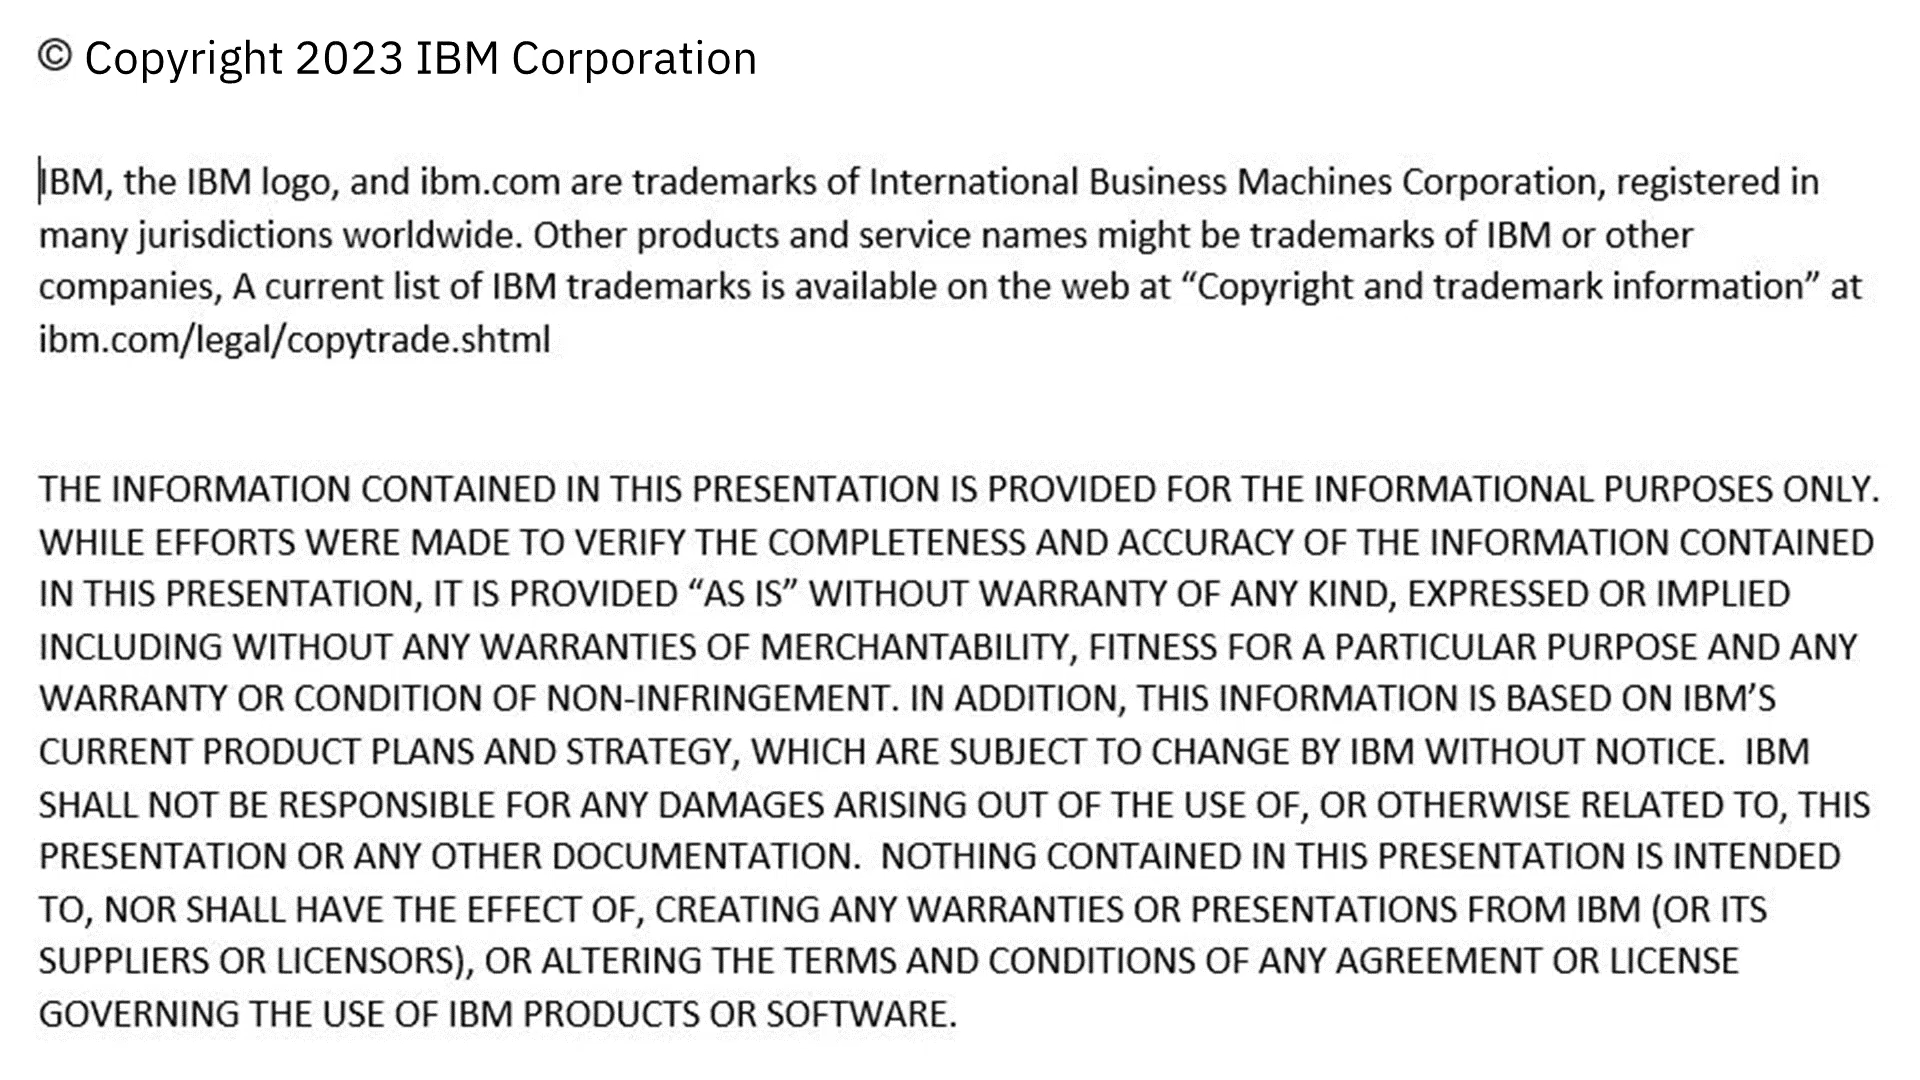 © Copyright 2023 IBM Corporation
IBM, the IBM logo, and ibm.com are trademarks of International Business Machines Corporation, registered in
many jurisdictions worldwide. Other products and service names might be trademarks of IBM or other
companies, A current list of IBM trademarks is available on the web at “Copyright and trademark information” at
ibm.com/legal/copytrade.shtml
THE INFORMATION CONTAINED IN THIS PRESENTATION IS PROVIDED FOR THE INFORMATIONAL PURPOSES ONLY.
WHILE EFFORTS WERE MADE TO VERIFY THE COMPLETENESS AND ACCURACY OF THE INFORMATION CONTAINED
IN THIS PRESENTATION, IT IS PROVIDED “AS IS” WITHOUT WARRANTY OF ANY KIND, EXPRESSED OR IMPLIED
INCLUDING WITHOUT ANY WARRANTIES OF MERCHANTABILITY, FITNESS FOR A PARTICULAR PURPOSE AND ANY
WARRANTY OR CONDITION OF NON-INFRINGEMENT. IN ADDITION, THIS INFORMATION IS BASED ON IBM’S
CURRENT PRODUCT PLANS AND STRATEGY, WHICH ARE SUBJECT TO CHANGE BY IBM WITHOUT NOTICE.  IBM
SHALL NOT BE RESPONSIBLE FOR ANY DAMAGES ARISING OUT OF THE USE OF, OR OTHERWISE RELATED TO, THIS
PRESENTATION OR ANY OTHER DOCUMENTATION.  NOTHING CONTAINED IN THIS PRESENTATION IS INTENDED
TO, NOR SHALL HAVE THE EFFECT OF, CREATING ANY WARRANTIES OR PRESENTATIONS FROM IBM (OR ITS
SUPPLIERS OR LICENSORS), OR ALTERING THE TERMS AND CONDITIONS OF ANY AGREEMENT OR LICENSE
GOVERNING THE USE OF IBM PRODUCTS OR SOFTWARE.